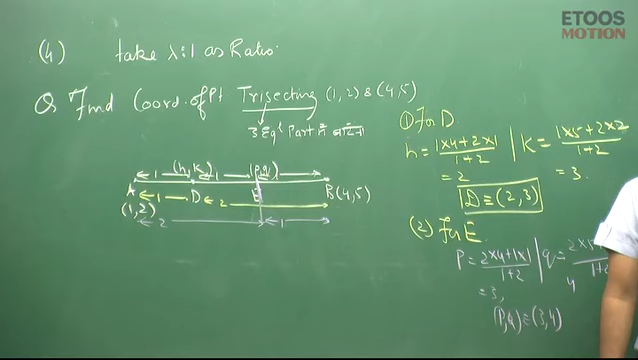 ETOOS
MOTION
(4) take λ:1 as Ratio.
Q Find Coord. of Pt Trisecting (1,2) & (4,5)
3 Eq^l Part में बांटना
(h,k) (p,q)
1 1 1
A 1 D 2 E B(4,5)
(1,2) 2 1
① For D
h = 1×4+2×1/1+2 | k = 1×5+2×2/1+2
= 2 = 3.
D ≡ (2,3)
(2) for E
P = 2×4+1×1/1+2 | q =
= 3, 4
(P,q) ≡ (3,4)